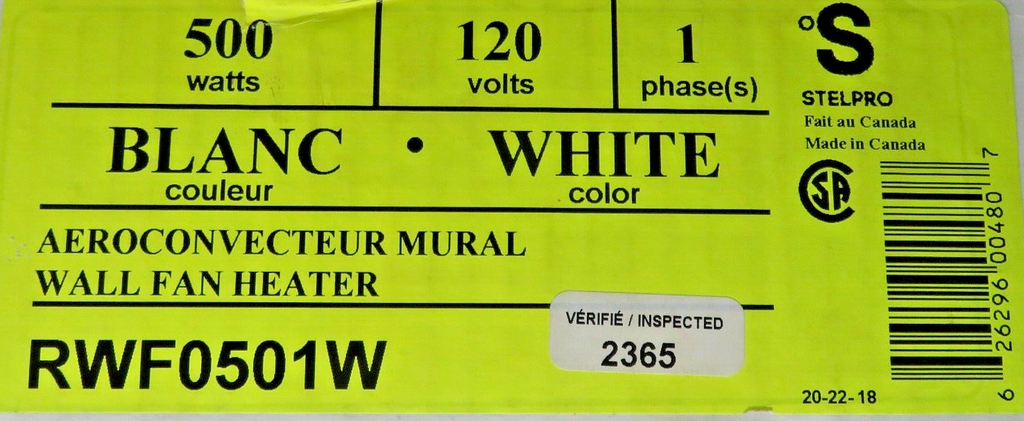 500
watts
120
volts
1
phase(s)
BLANC • WHITE
couleur
color
AEROCONVECTEUR MURAL
WALL FAN HEATER
RWF0501W
VÉRIFIÉ / INSPECTED
2365
°S
STELPRO
Fait au Canada
Made in Canada
CSA
6 26296 00480 7
20-22-18